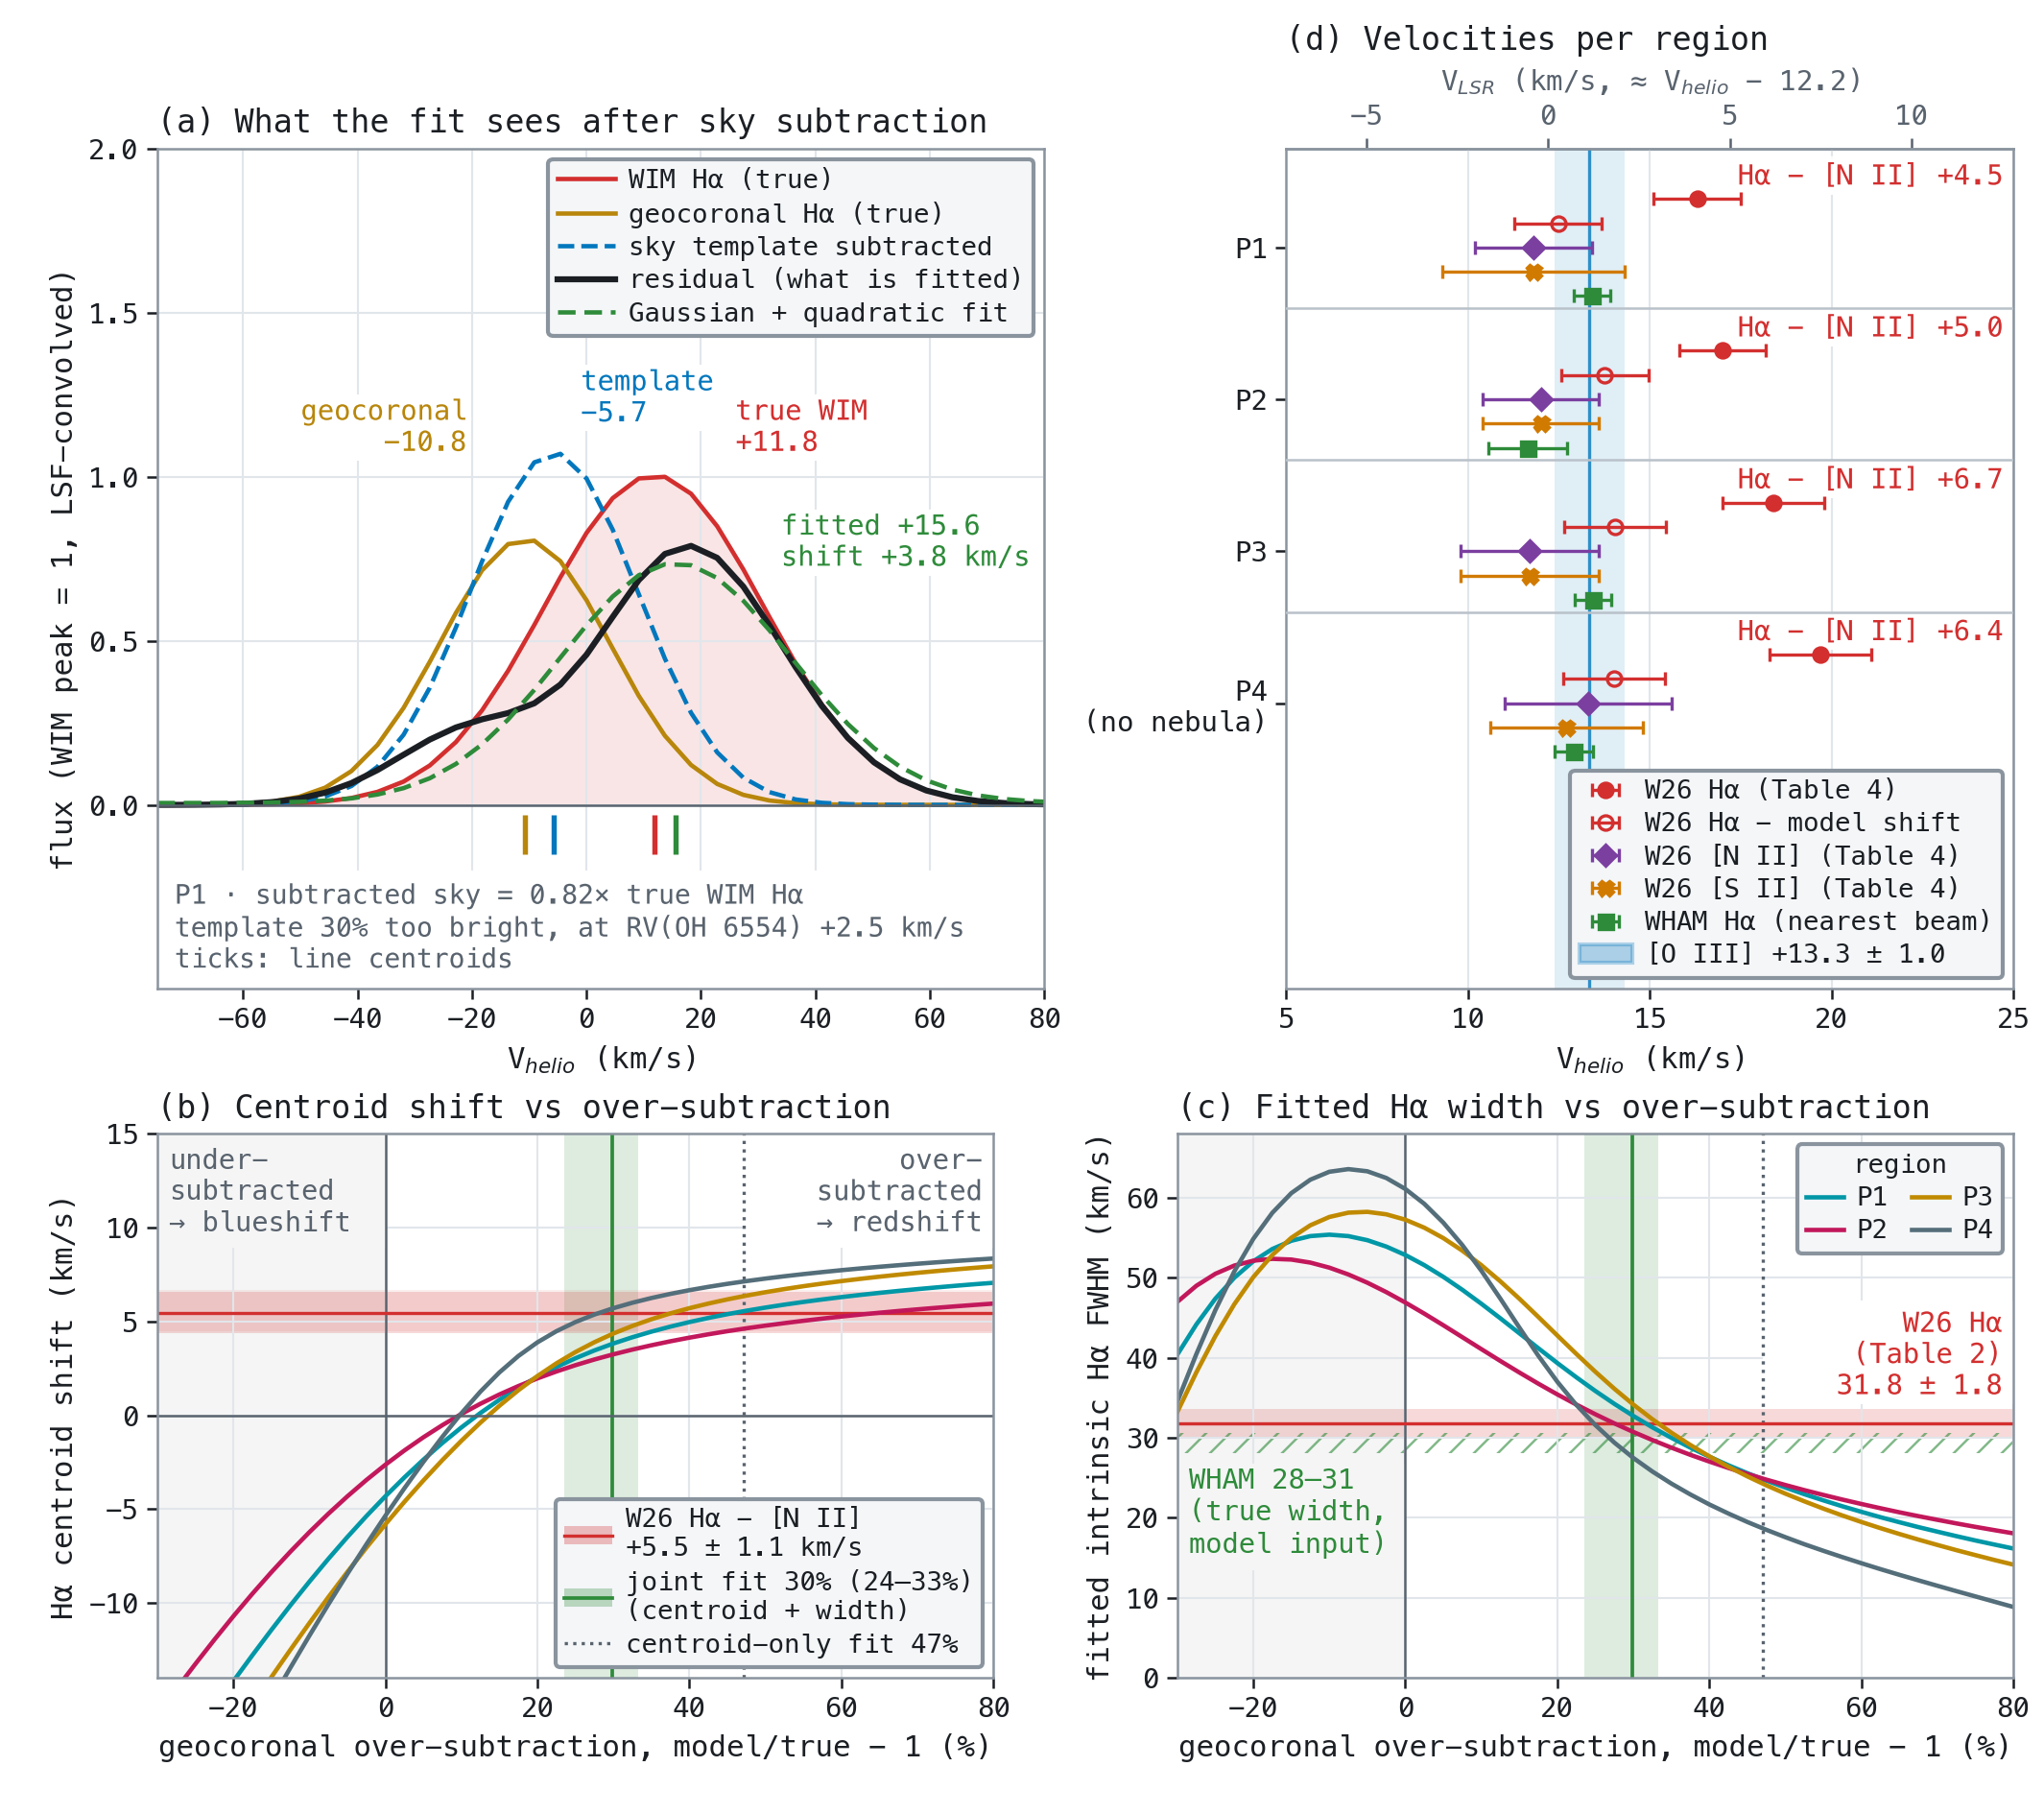 (a) What the fit sees after sky subtraction
2.0
1.5
1.0
0.5
0.0
flux (WIM peak = 1, LSF−convolved)
WIM Hα (true)
geocoronal Hα (true)
sky template subtracted
residual (what is fitted)
Gaussian + quadratic fit
geocoronal
−10.8
template
−5.7
true WIM
+11.8
fitted +15.6
shift +3.8 km/s
P1 · subtracted sky = 0.82× true WIM Hα
template 30% too bright, at RV(OH 6554) +2.5 km/s
ticks: line centroids
−60 −40 −20 0 20 40 60 80
V_helio (km/s)
(d) Velocities per region
V_LSR (km/s, ≈ V_helio − 12.2)
−5 0 5 10
Hα − [N II] +4.5
P1
Hα − [N II] +5.0
P2
Hα − [N II] +6.7
P3
Hα − [N II] +6.4
P4
(no nebula)
W26 Hα (Table 4)
W26 Hα − model shift
W26 [N II] (Table 4)
W26 [S II] (Table 4)
WHAM Hα (nearest beam)
[O III] +13.3 ± 1.0
5 10 15 20 25
V_helio (km/s)
(b) Centroid shift vs over−subtraction
15
10
5
0
−5
−10
Hα centroid shift (km/s)
under−
subtracted
→ blueshift
over−
subtracted
→ redshift
W26 Hα − [N II]
+5.5 ± 1.1 km/s
joint fit 30% (24–33%)
(centroid + width)
centroid−only fit 47%
−20 0 20 40 60 80
geocoronal over−subtraction, model/true − 1 (%)
(c) Fitted Hα width vs over−subtraction
60
50
40
30
20
10
0
fitted intrinsic Hα FWHM (km/s)
region
P1 P3
P2 P4
W26 Hα
(Table 2)
31.8 ± 1.8
WHAM 28–31
(true width,
model input)
−20 0 20 40 60 80
geocoronal over−subtraction, model/true − 1 (%)